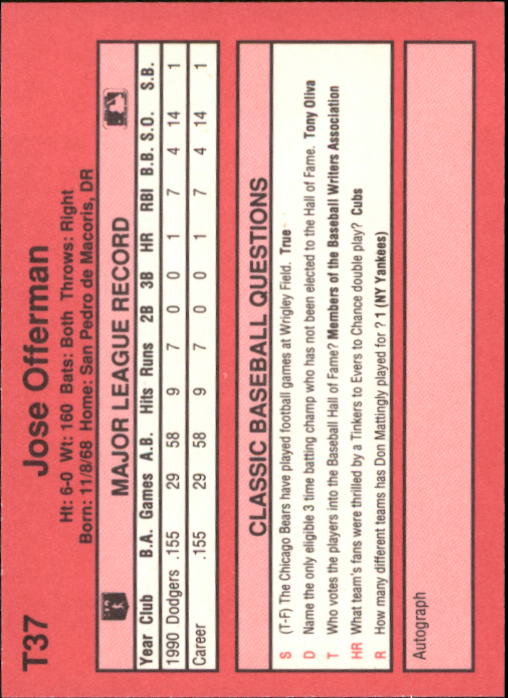 T37
Jose Offerman
Ht: 6-0 Wt: 160 Bats: Both Throws: Right
Born: 11/8/68 Home: San Pedro de Macoris, DR
MAJOR LEAGUE RECORD
Year Club B.A. Games A.B. Hits Runs 2B 3B HR RBI B.B. S.O. S.B.
1990 Dodgers .155 29 58 9 7 0 0 1 7 4 14 1
Career .155 29 58 9 7 0 0 1 7 4 14 1
CLASSIC BASEBALL QUESTIONS
S (T-F) The Chicago Bears have played football games at Wrigley Field. True
D Name the only eligible 3 time batting champ who has not been elected to the Hall of Fame. Tony Oliva
T Who votes the players into the Baseball Hall of Fame? Members of the Baseball Writers Association
HR What team's fans were thrilled by a Tinkers to Evers to Chance double play? Cubs
R How many different teams has Don Mattingly played for ? 1 (NY Yankees)
Autograph